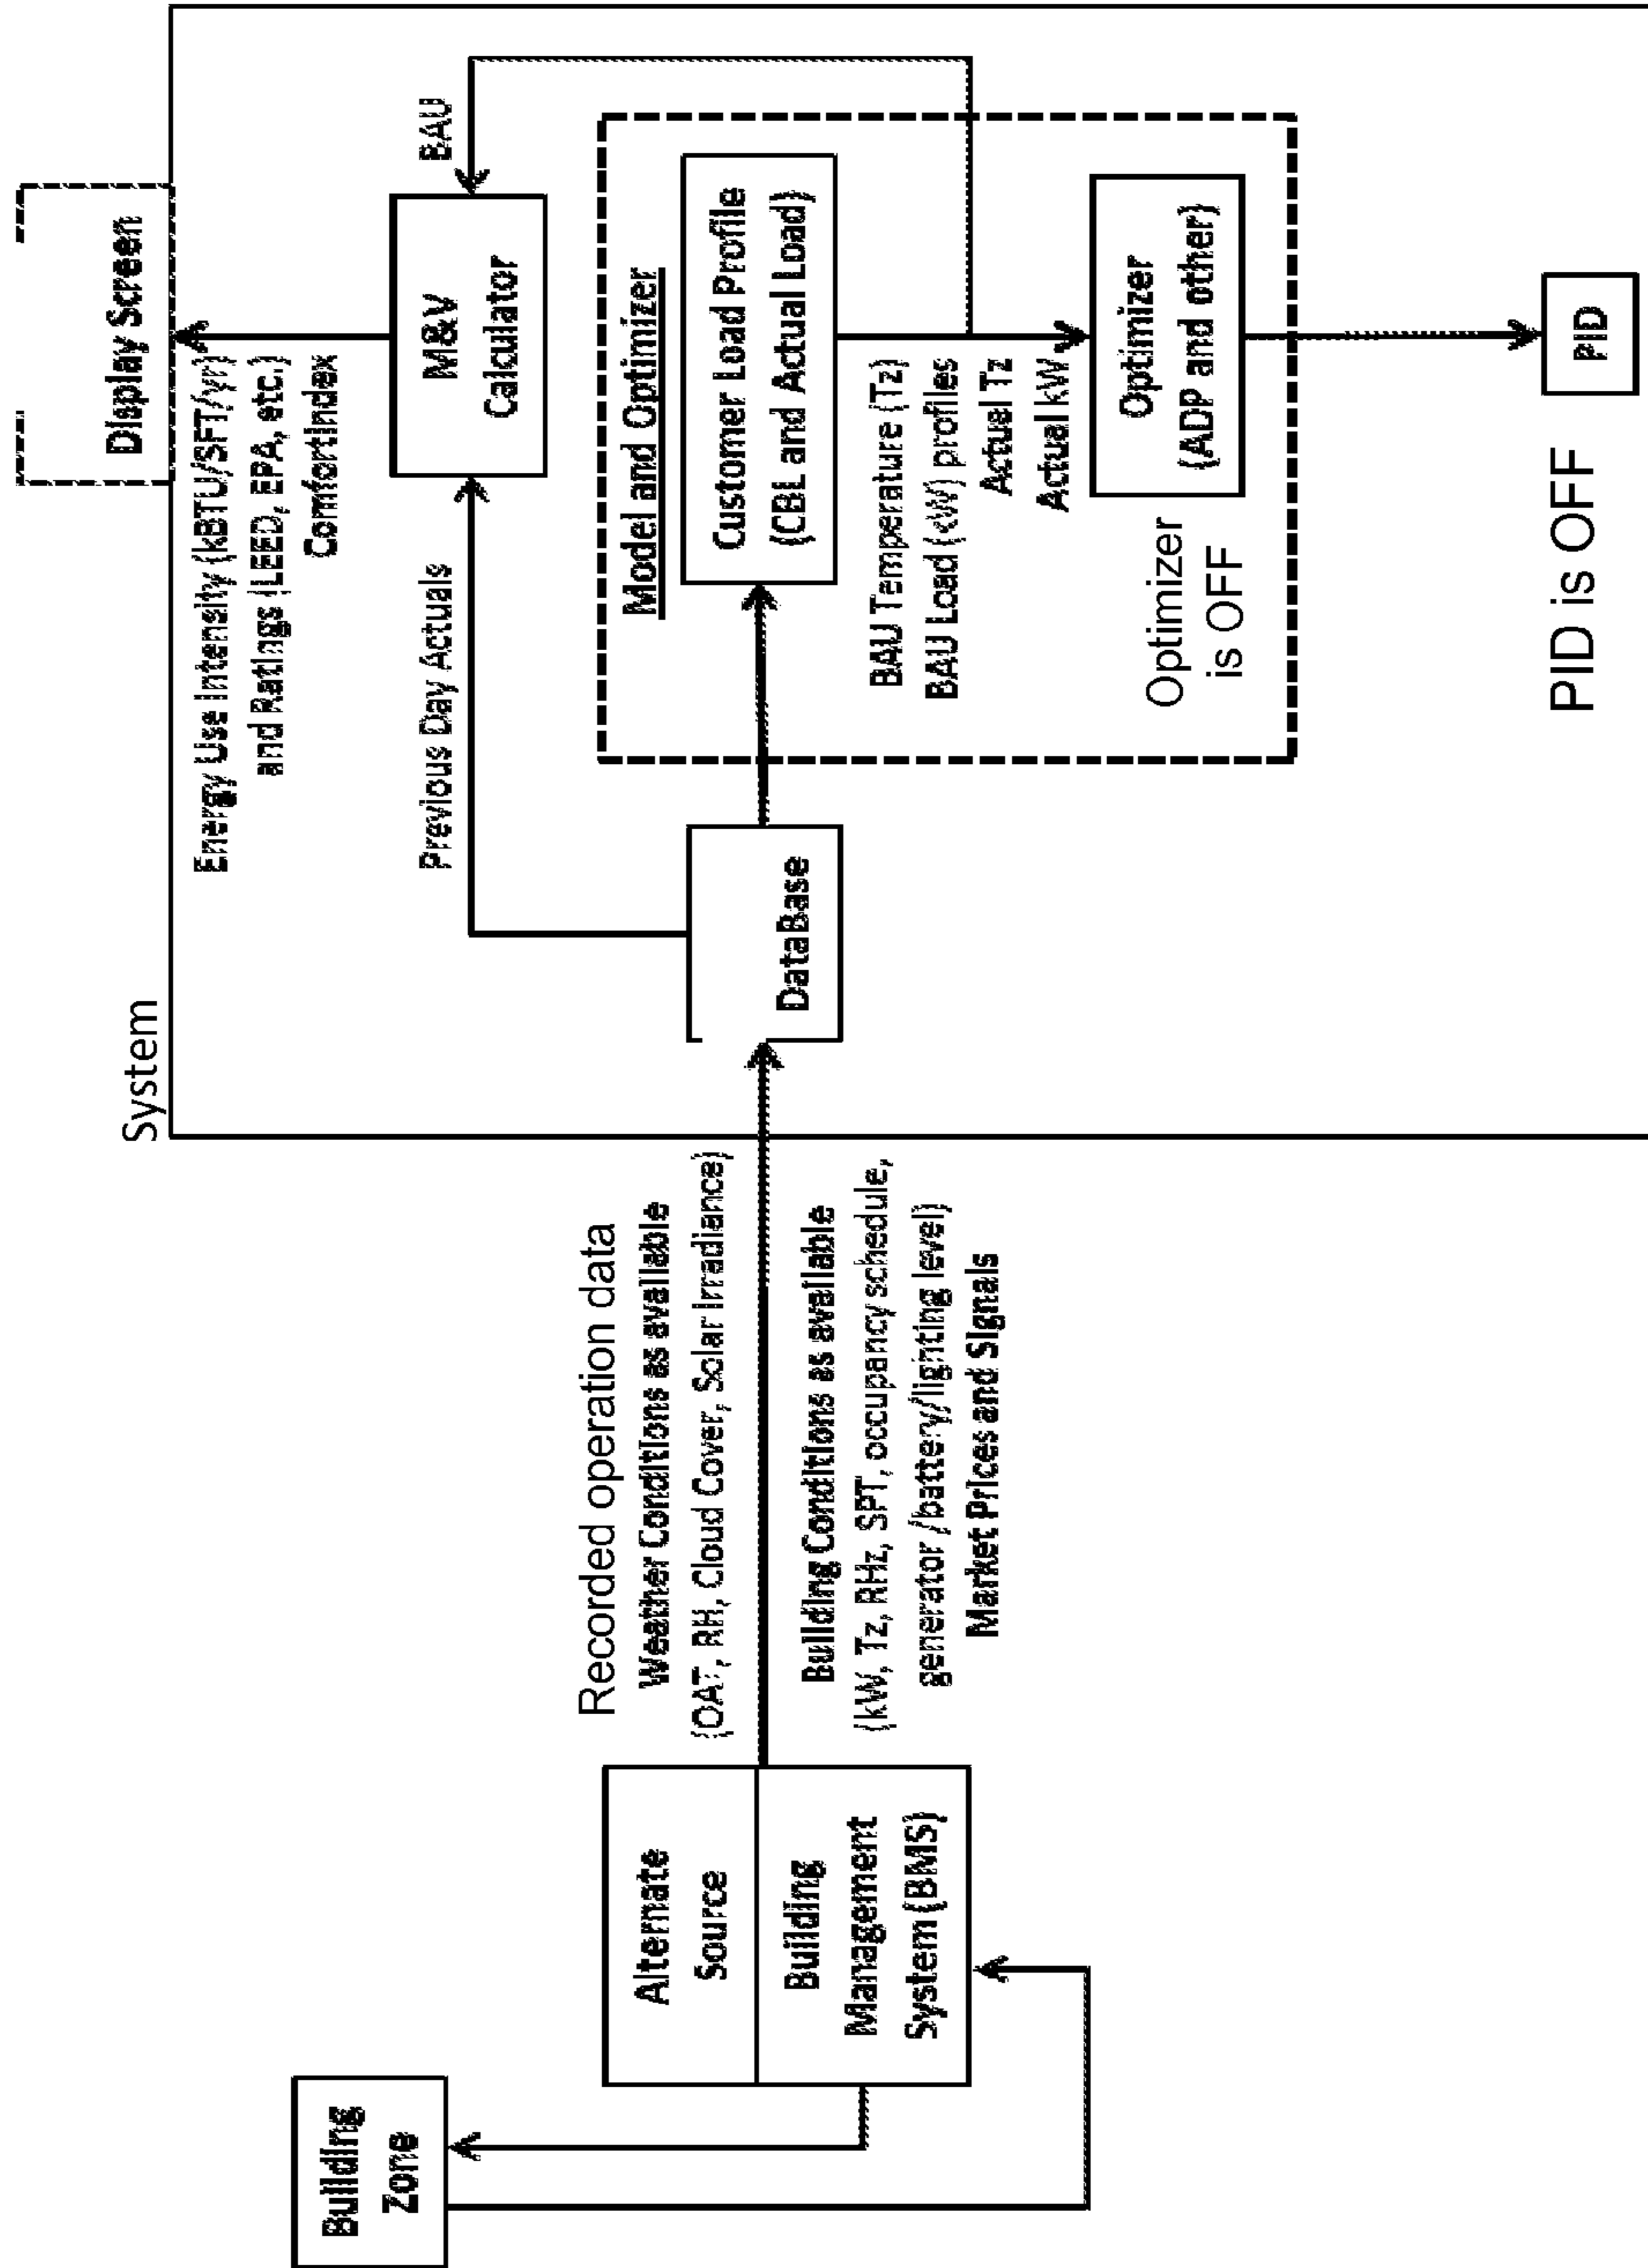 System
Display Screen
Energy Use Intensity (kBTU/SFT/yr)
and Ratings (LEED, EPA, etc.)
ComfortIndex
M&V
Calculator
BAU
Previous Day Actuals
Model and Optimizer
Customer Load Profile
(CBL and Actual Load)
BAU Temperature (Tz)
BAU Load (kW) profiles
Actuel Tz
Actual kW
Optimizer
(ADP and other)
Optimizer
is OFF
PID
PID is OFF
DataBase
Recorded operation data
Weather Conditions as available
(OAT, RH, Cloud Cover, Solar Irradiance)
Building Conditions as available
(kW, Tz, RHz, SPT, occupancy schedule,
generator /battery/lighting level)
Market Prices and Signals
Alternate
Source
Building
Management
System (BMS)
Building
Zone